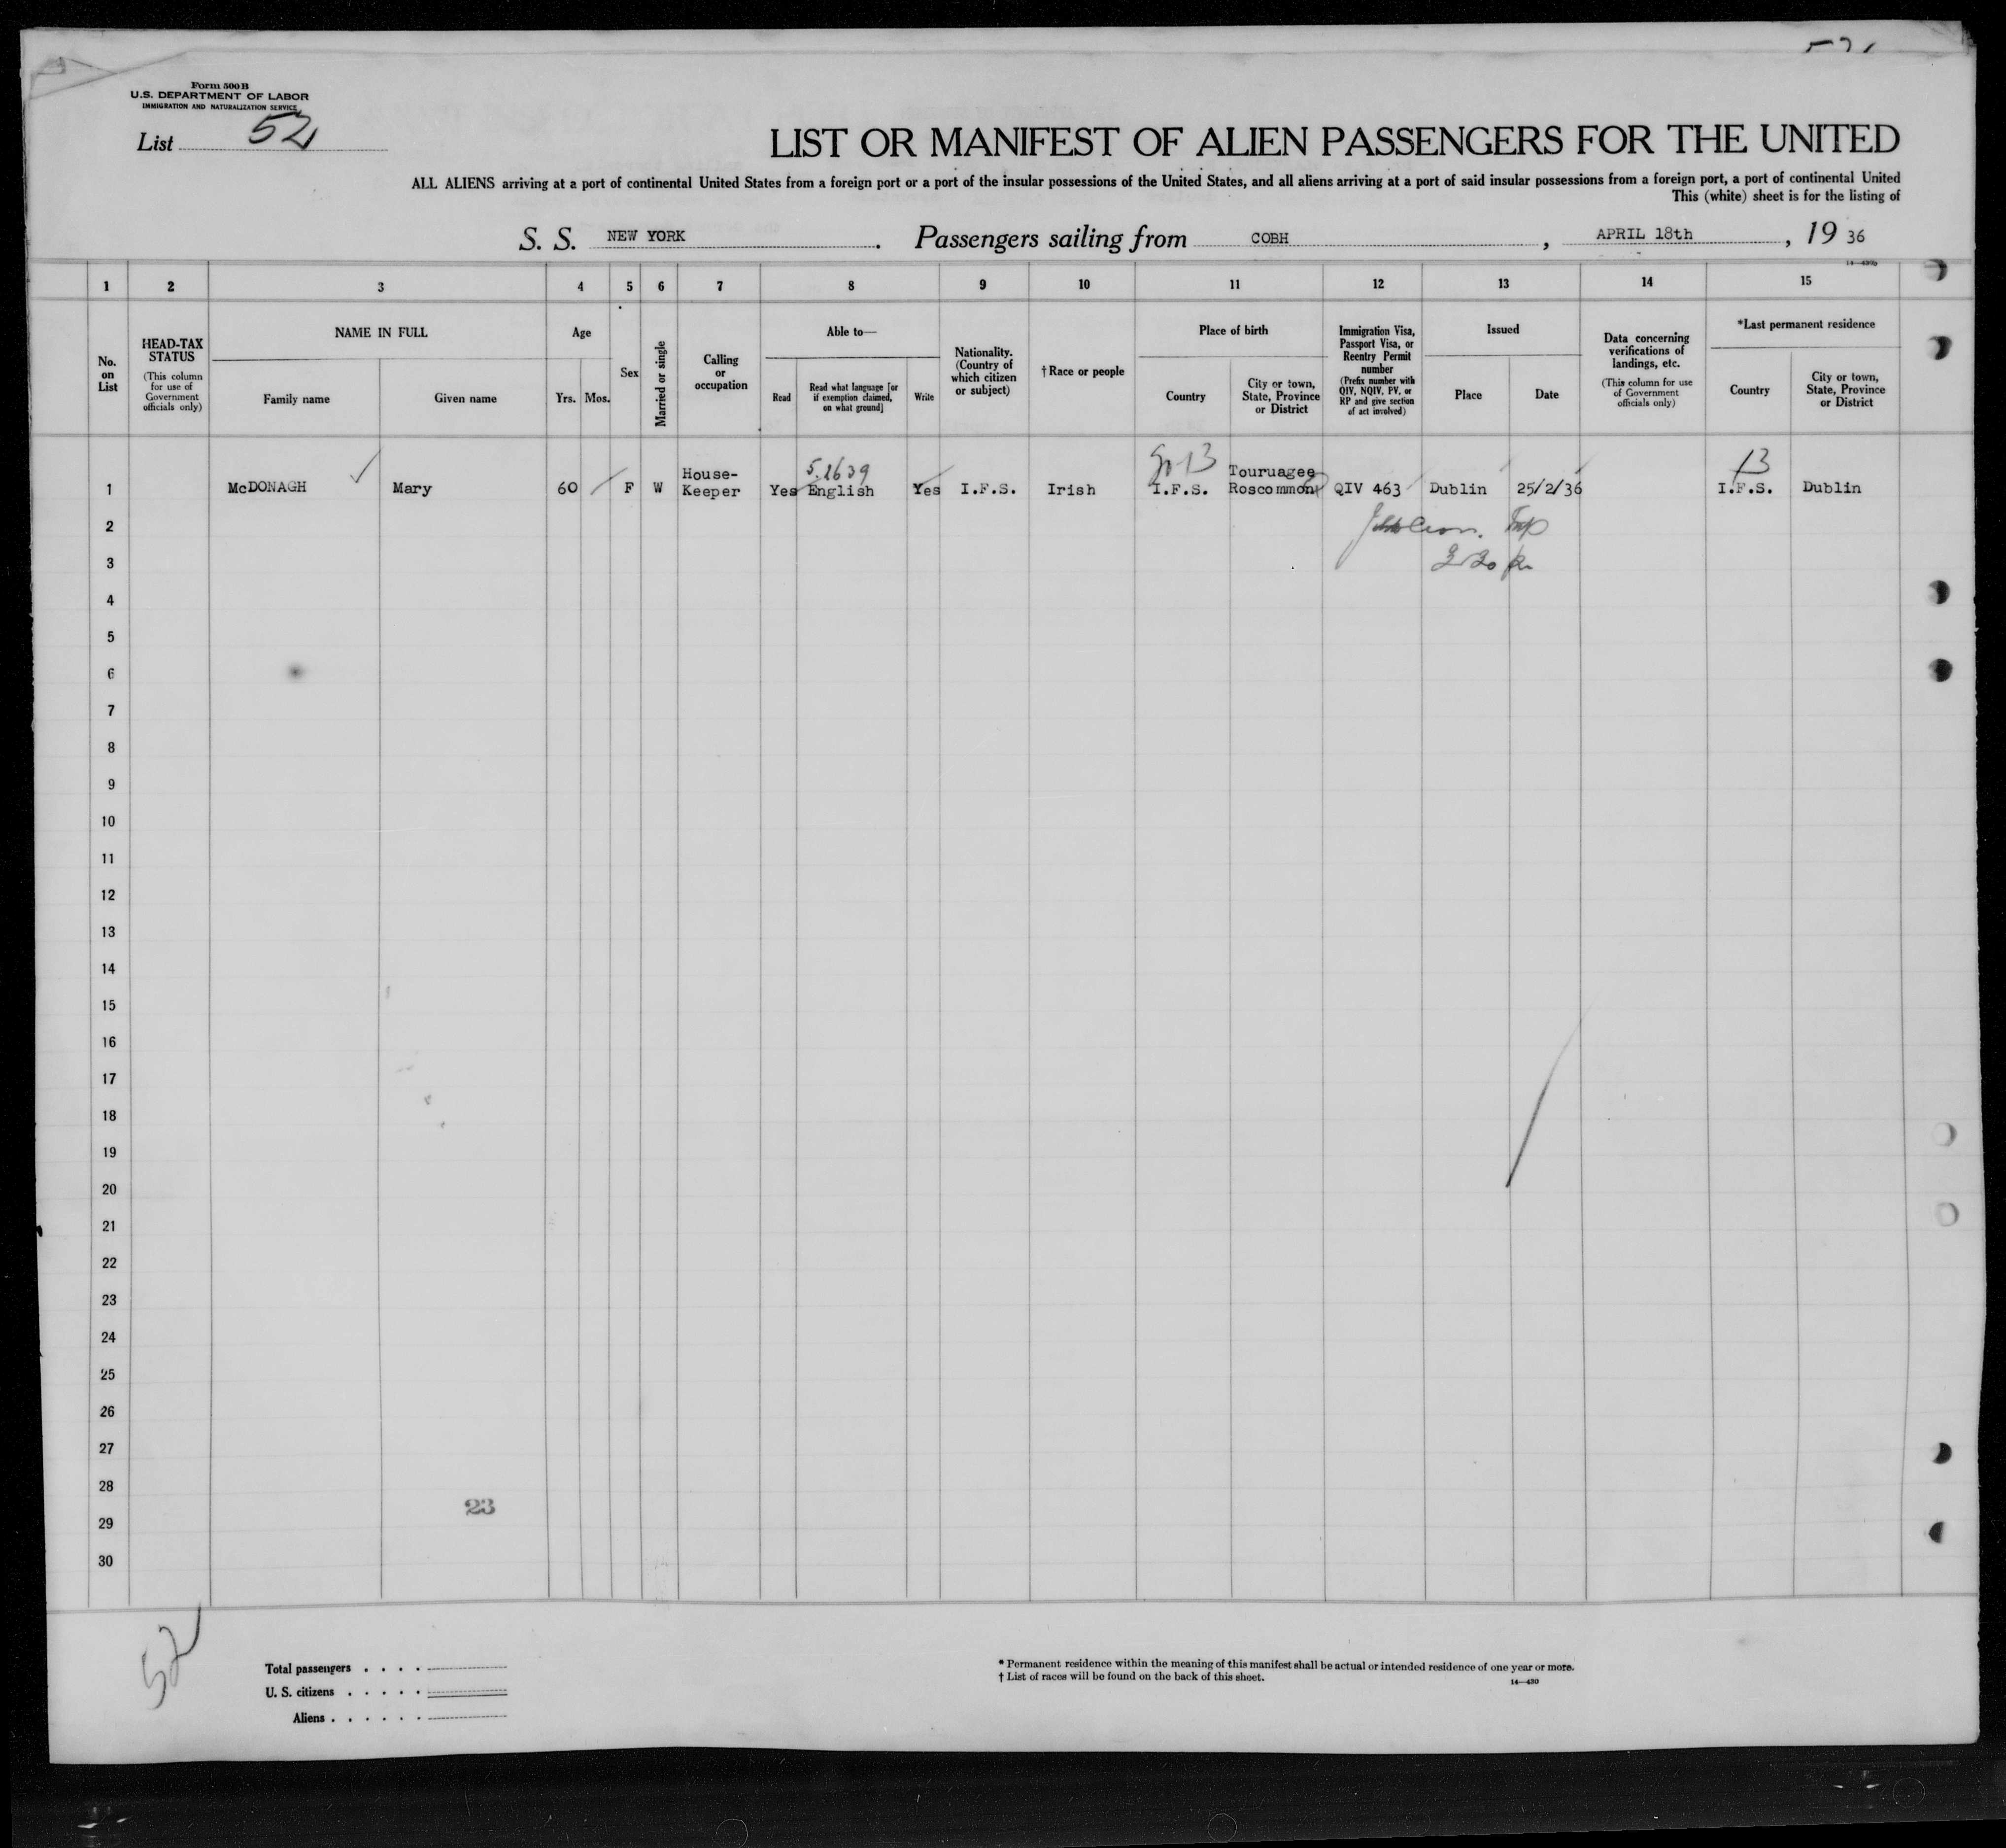 Form 500 B
U.S. DEPARTMENT OF LABOR
IMMIGRATION AND NATURALIZATION SERVICE
List 52
LIST OR MANIFEST OF ALIEN PASSENGERS FOR THE UNITED
ALL ALIENS arriving at a port of continental United States from a foreign port or a port of the insular possessions of the United States, and all aliens arriving at a port of said insular possessions from a foreign port, a port of continental United
This (white) sheet is for the listing of
S. S. NEW YORK. Passengers sailing from COBH, APRIL 18th, 19 36
1 2 3 4 5 6 7 8 9 10 11 12 13 14 15
No. on List
HEAD-TAX STATUS
(This column for use of Government officials only)
NAME IN FULL
Family name
Given name
Age
Yrs. Mos.
Sex
Married or single
Calling or occupation
Able to—
Read
Read what language [or if exemption claimed, on what ground]
Write
Nationality. (Country of which citizen or subject)
†Race or people
Place of birth
Country
City or town, State, Province or District
Immigration Visa, Passport Visa, or Reentry Permit number
(Prefix number with QIV, NQIV, PV, or RP and give section of act involved)
Issued
Place
Date
Data concerning verifications of landings, etc.
(This column for use of Government officials only)
*Last permanent residence
Country
City or town, State, Province or District
13
13
House- Touruagee
1 McDONAGH Mary 60 F W Keeper Yes English Yes I.F.S. Irish I.F.S. Roscommon QIV 463 Dublin 25/2/36 I.F.S. Dublin
2
3
4
5
6
7
8
9
10
11
12
13
14
15
16
17
18
19
20
21
22
23
24
25
26
27
28
23
29
30
52
Total passengers . . . .
U. S. citizens . . . . .
Aliens . . . . . .
* Permanent residence within the meaning of this manifest shall be actual or intended residence of one year or more.
† List of races will be found on the back of this sheet.
14—430